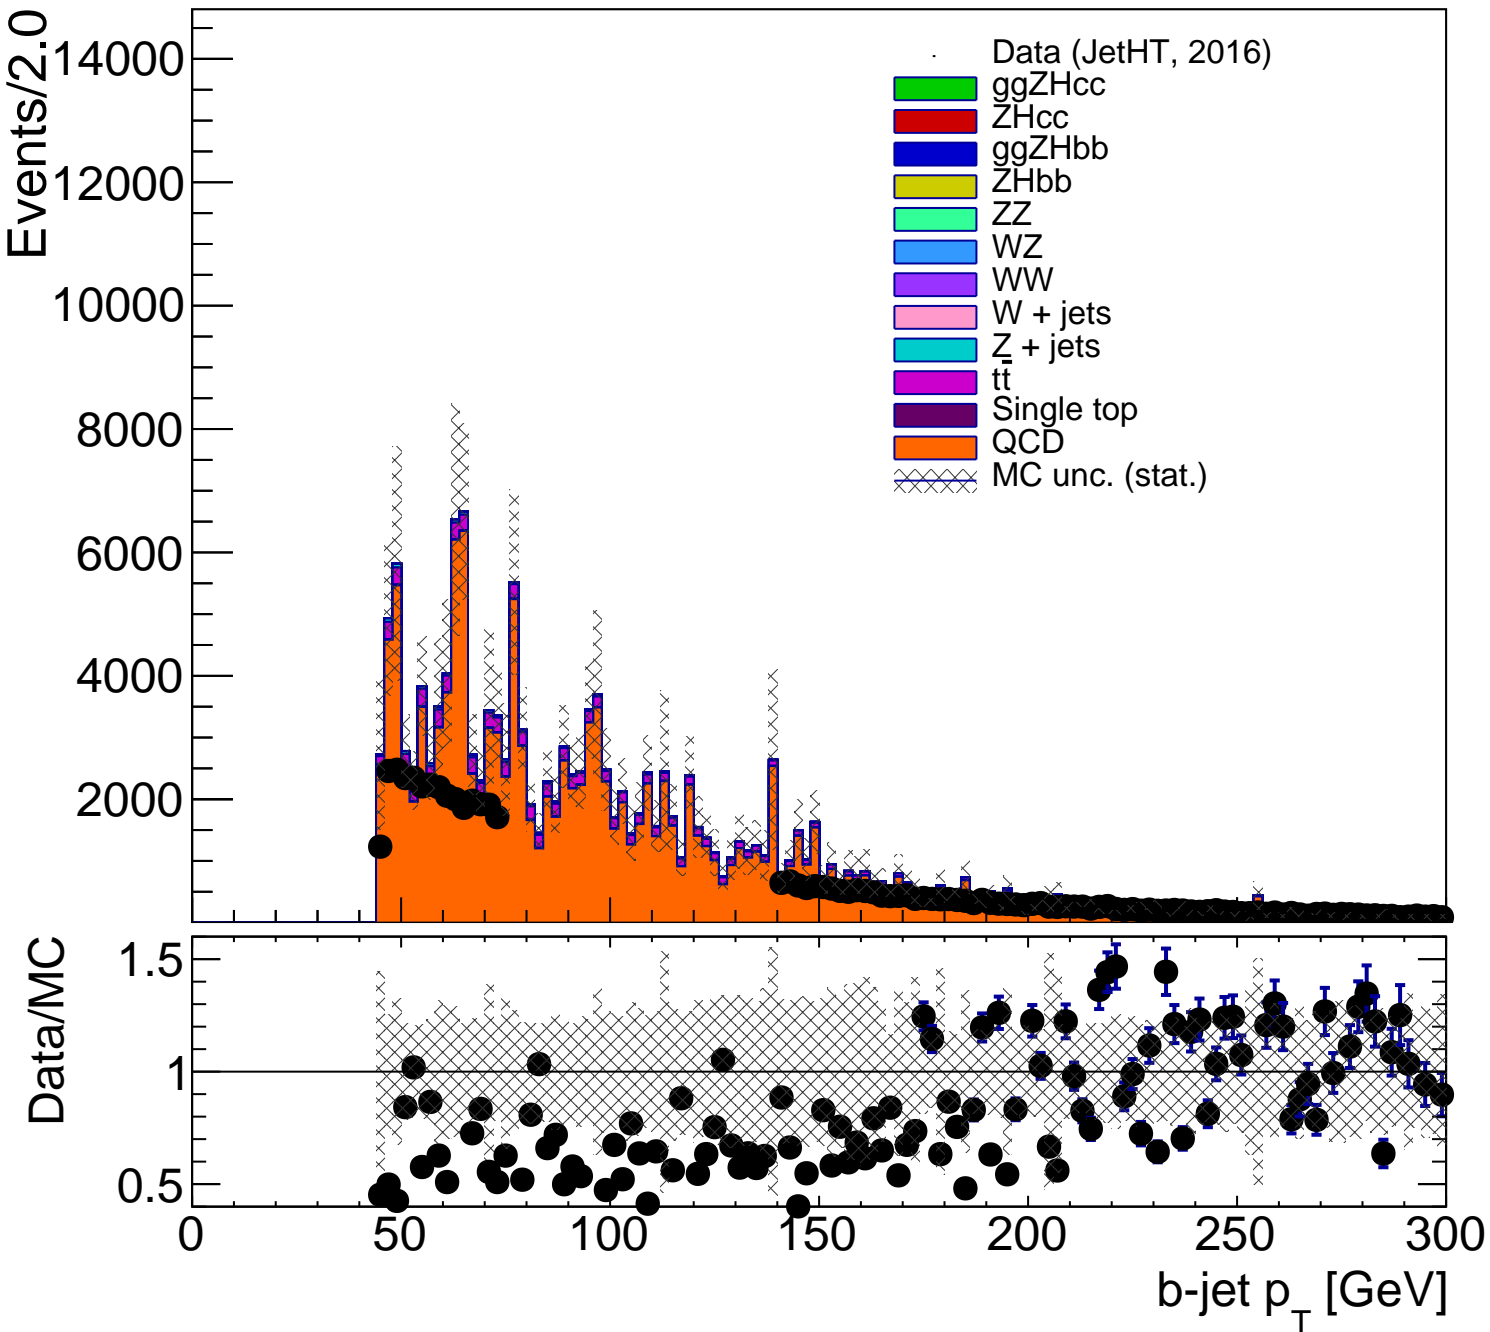 Events/2.0
14000
12000
10000
8000
6000
4000
2000
Data (JetHT, 2016)
ggZHcc
ZHcc
ggZHbb
ZHbb
ZZ
WZ
WW
W + jets
Z + jets
tt̄
Single top
QCD
MC unc. (stat.)
Data/MC
1.5
1
0.5
0 50 100 150 200 250 300
b-jet p_T [GeV]